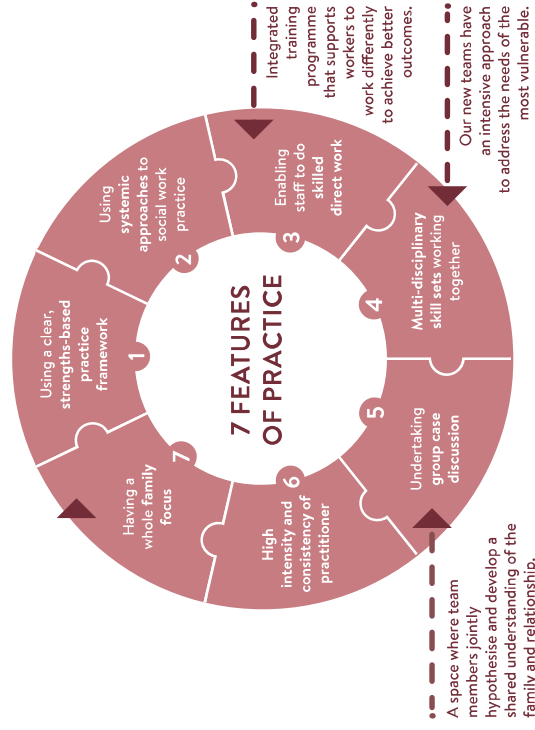 7 FEATURES
OF PRACTICE
1
Using a clear,
strengths-based
practice
framework
2
Using
systemic
approaches to
social work
practice
3
Enabling
staff to do
skilled
direct work
Integrated
training
programme
that supports
workers to
work differently
to achieve better
outcomes.
4
Multi-disciplinary
skill sets working
together
Our new teams have
an intensive approach
to address the needs of the
most vulnerable.
5
Undertaking
group case
discussion
A space where team
members jointly
hypothesise and develop a
shared understanding of the
family and relationship.
6
High
intensity and
consistency of
practitioner
7
Having a
whole family
focus